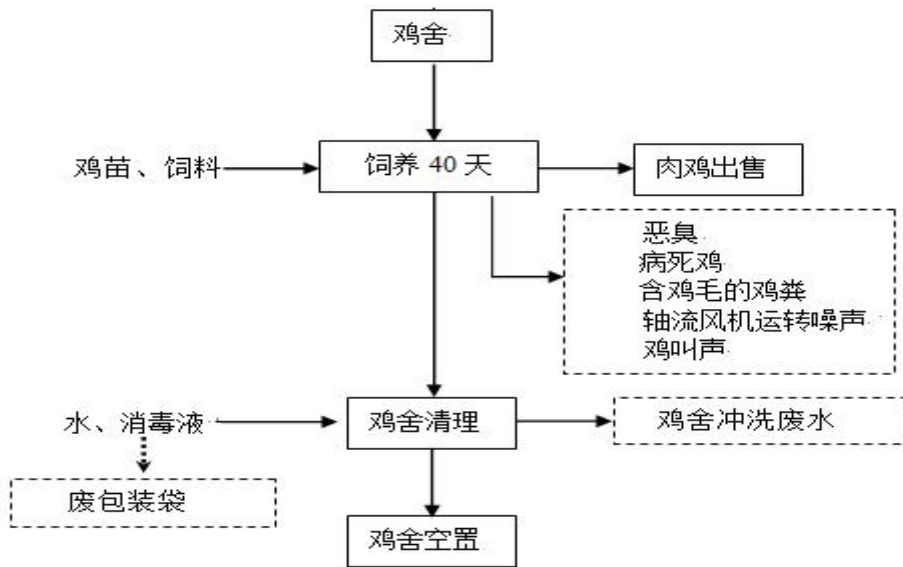 鸡舍
鸡苗、饲料
饲养 40 天
肉鸡出售
恶臭
病死鸡
含鸡毛的鸡粪
轴流风机运转噪声
鸡叫声
水、消毒液
鸡舍清理
鸡舍冲洗废水
废包装袋
鸡舍空置